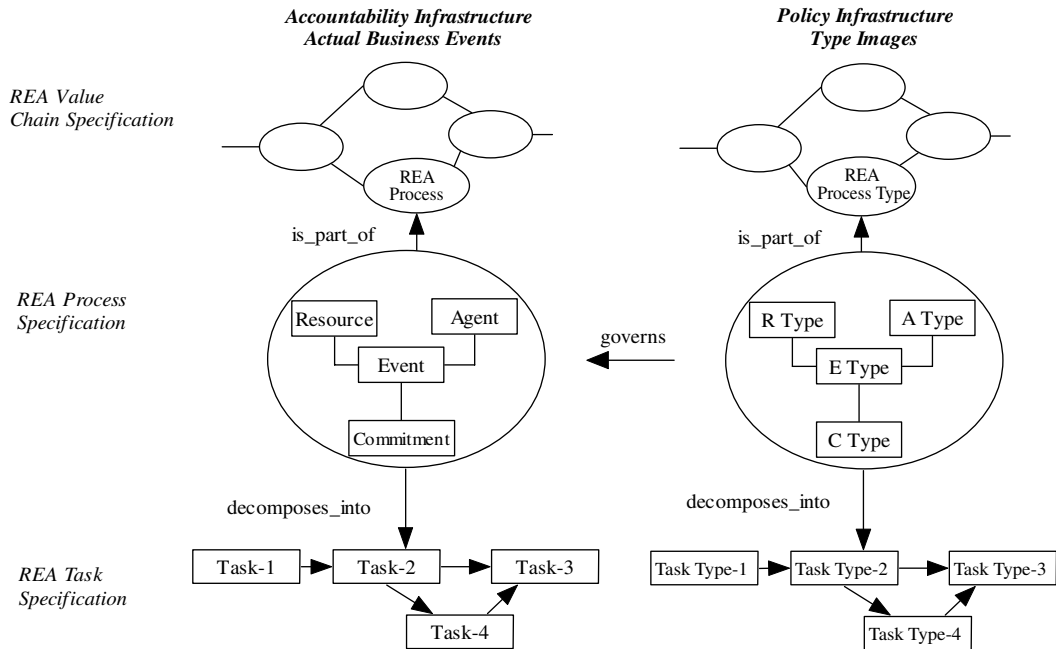 Accountability Infrastructure
Actual Business Events
Policy Infrastructure
Type Images
REA Value
Chain Specification
REA
Process
REA
Process Type
is_part_of
is_part_of
REA Process
Specification
Resource
Agent
Event
Commitment
governs
R Type
A Type
E Type
C Type
decomposes_into
decomposes_into
REA Task
Specification
Task-1
Task-2
Task-3
Task-4
Task Type-1
Task Type-2
Task Type-3
Task Type-4